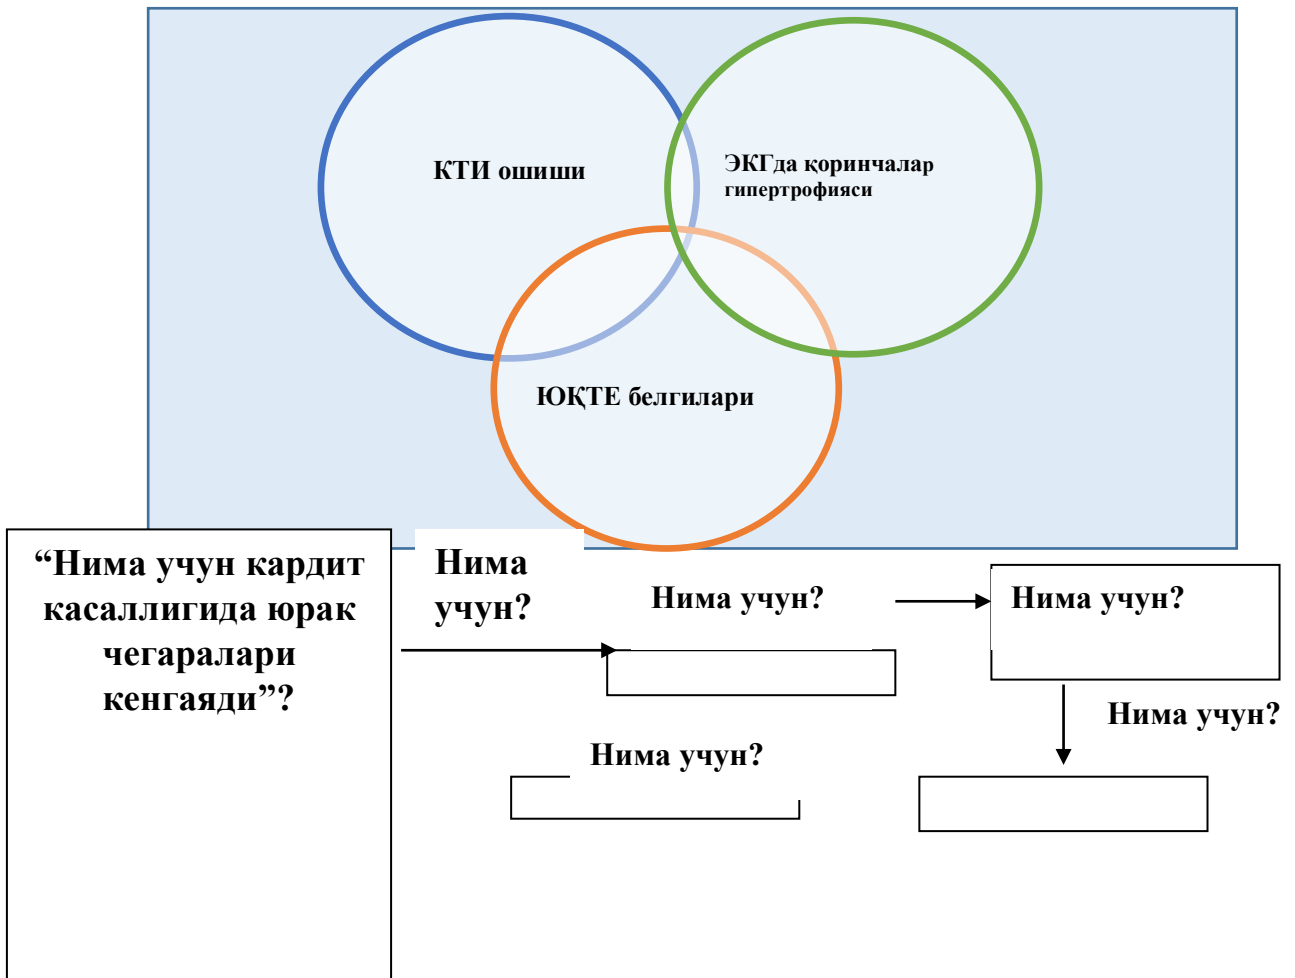 КТИ ошиши
ЭКГда қоринчалар
гипертрофияси
ЮҚТЕ белгилари
“Нима учун кардит
касаллигида юрак
чегаралари
кенгаяди”?
Нима
учун?
Нима учун?
Нима учун?
Нима учун?
Нима учун?